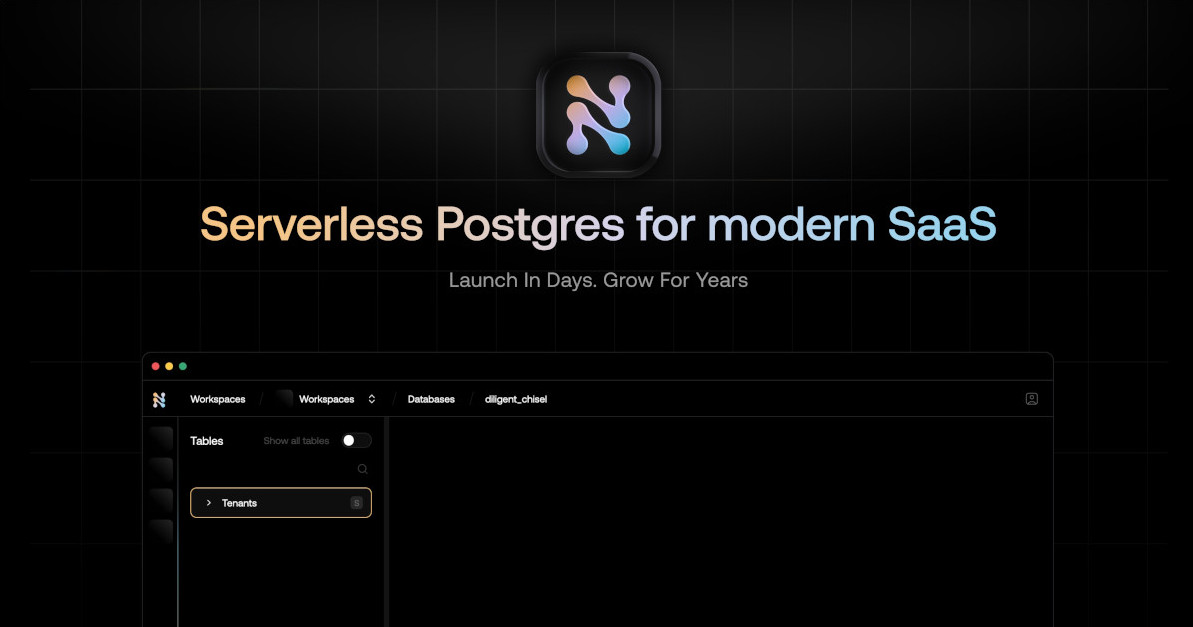 Serverless Postgres for modern SaaS
Launch In Days. Grow For Years
Workspaces / Workspaces / Databases / diligent_chisel
Tables Show all tables
Tenants S